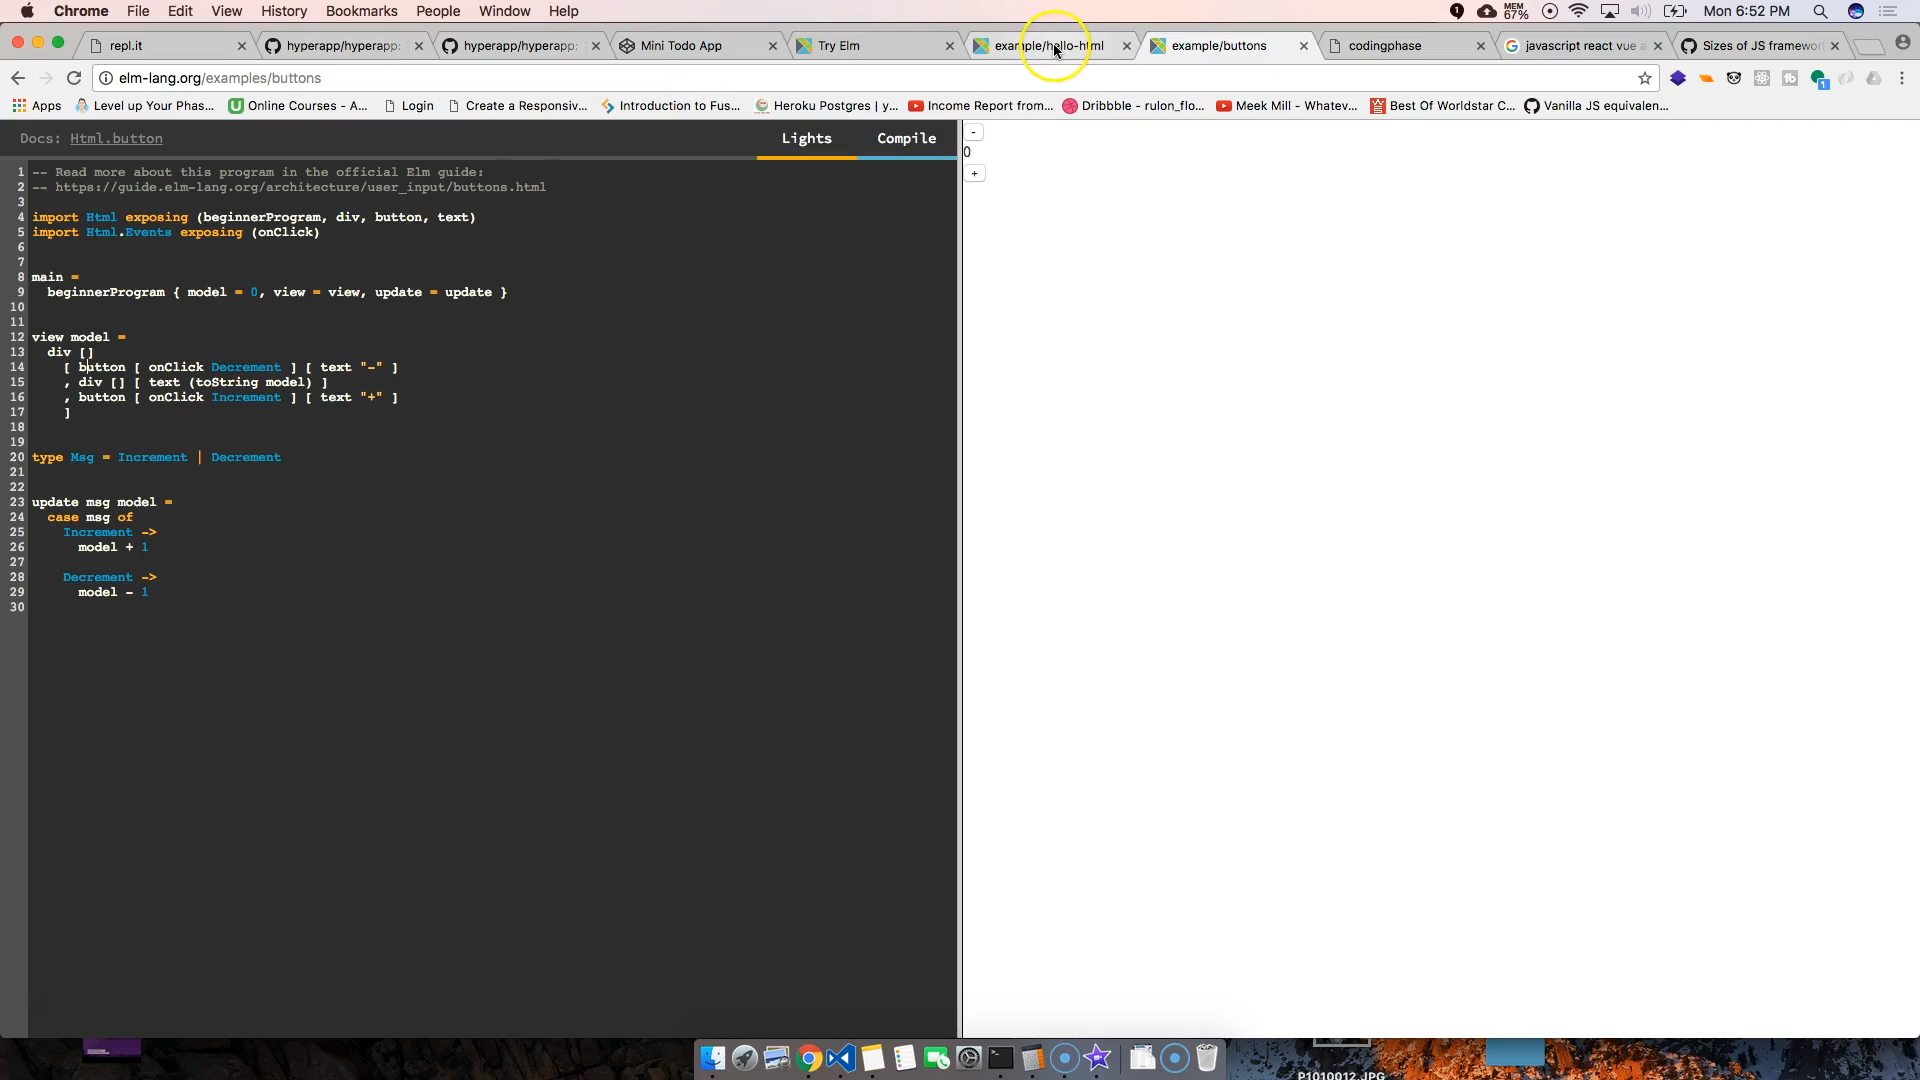 Chrome File Edit View History Bookmarks People Window Help MEM 67% Mon 6:52 PM
repl.it hyperapp/hyperapp: hyperapp/hyperapp: Mini Todo App Try Elm example/hello-html example/buttons codingphase javascript react vue a Sizes of JS framewor
elm-lang.org/examples/buttons
Apps Level up Your Phas... Online Courses - A... Login Create a Responsiv... Introduction to Fus... Heroku Postgres | y... Income Report from... Dribbble - rulon_flo... Meek Mill - Whatev... Best Of Worldstar C... Vanilla JS equivalen...
Docs: Html.button Lights Compile
-
0
+
1 -- Read more about this program in the official Elm guide:
2 -- https://guide.elm-lang.org/architecture/user_input/buttons.html
3
4 import Html exposing (beginnerProgram, div, button, text)
5 import Html.Events exposing (onClick)
6
7
8 main =
9 beginnerProgram { model = 0, view = view, update = update }
10
11
12 view model =
13 div []
14 [ button [ onClick Decrement ] [ text "-" ]
15 , div [] [ text (toString model) ]
16 , button [ onClick Increment ] [ text "+" ]
17 ]
18
19
20 type Msg = Increment | Decrement
21
22
23 update msg model =
24 case msg of
25 Increment ->
26 model + 1
27
28 Decrement ->
29 model - 1
30
P1010012.JPG